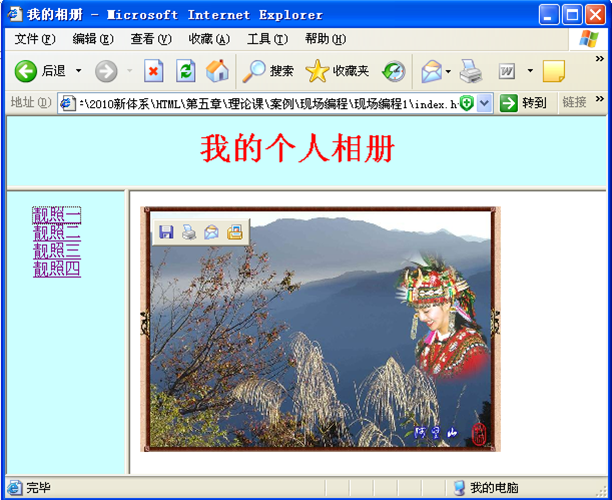 我的相册 - Microsoft Internet Explorer
文件(F) 编辑(E) 查看(V) 收藏(A) 工具(T) 帮助(H)
后退 搜索 收藏夹
地址(D) :\2010新体系\HTML\第五章\理论课\案例\现场编程\现场编程1\index.h 转到 链接
我的个人相册
靓照一
靓照二
靓照三
靓照四
阿里山
完毕 我的电脑